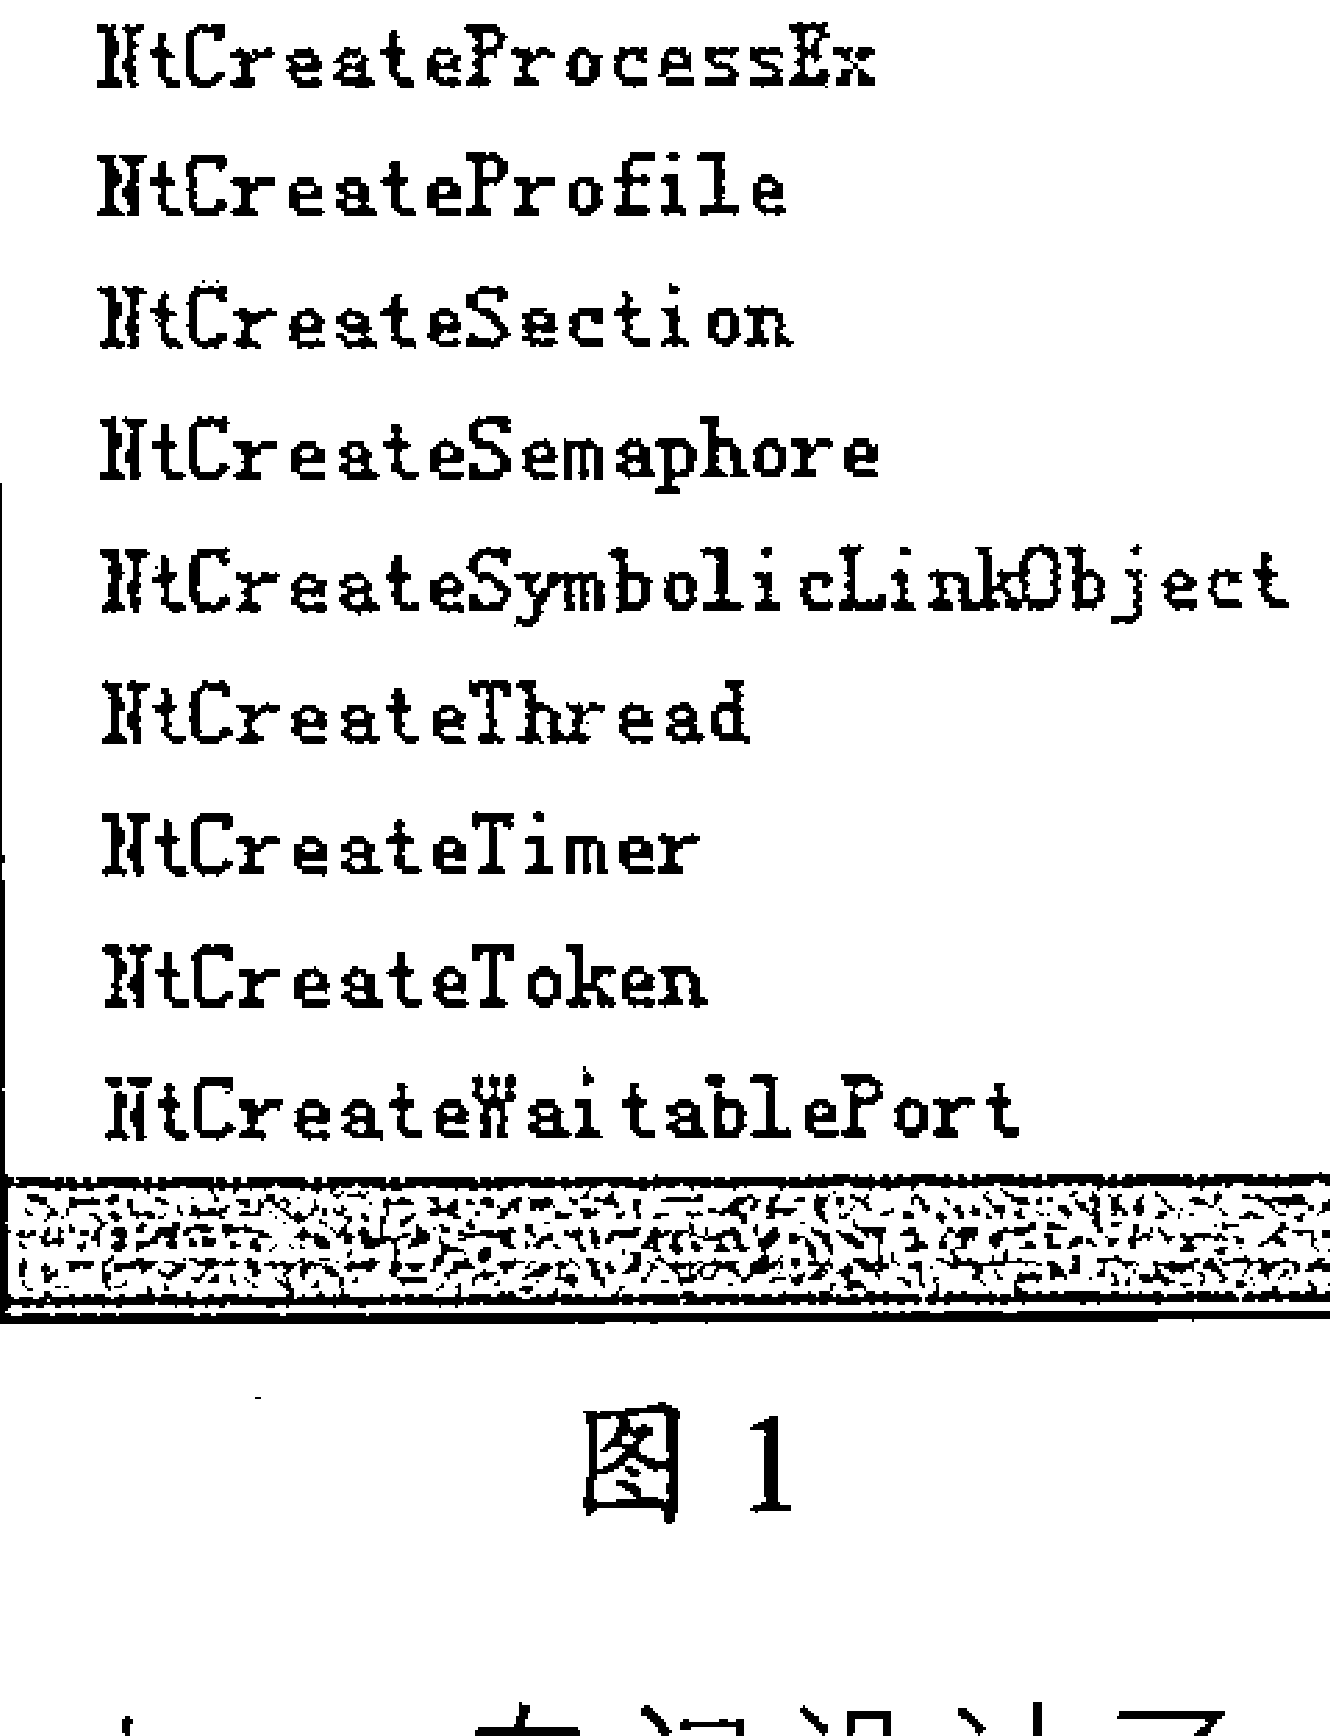 NtCreateProcessEx
NtCreateProfile
NtCreateSection
NtCreateSemaphore
NtCreateSymbolicLinkObject
NtCreateThread
NtCreateTimer
NtCreateToken
NtCreateWaitablePort
图 1